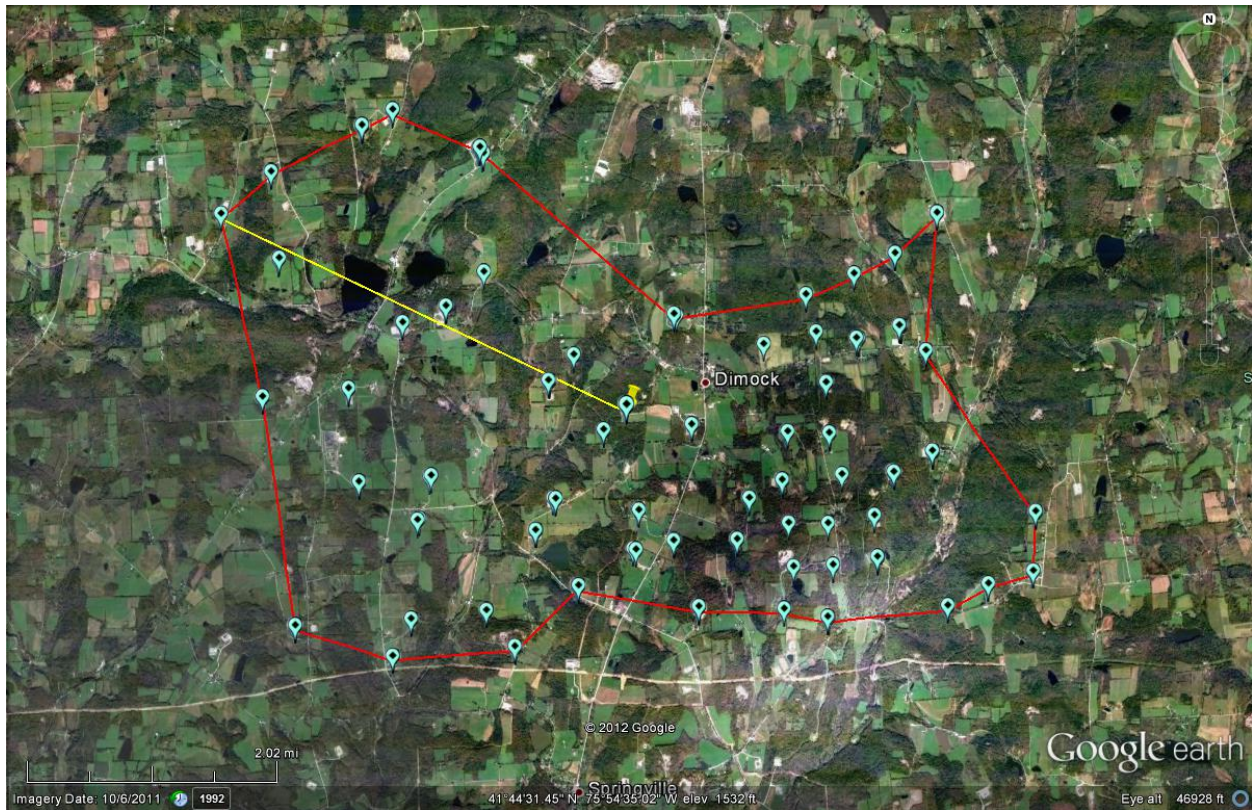 N
Dimock
© 2012 Google
2.02 mi
Google earth
Springville
Imagery Date: 10/6/2011 1992 41°44'31.45" N 75°54'35.02" W elev 1532 ft Eye alt 46928 ft